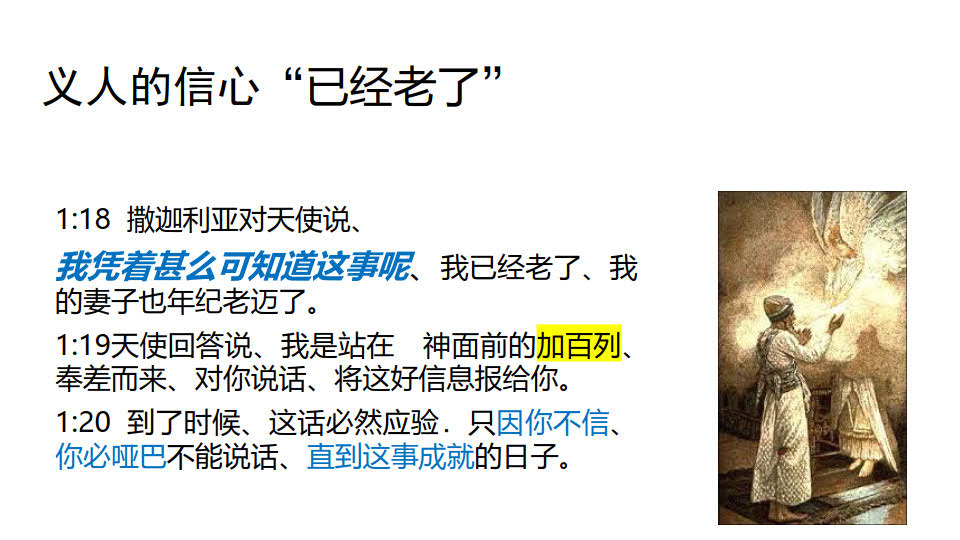 义人的信心 “已经老了”
1:18 撒迦利亚对天使说、
我凭着甚么可知道这事呢、我已经老了、我
的妻子也年纪老迈了。
1:19天使回答说、我是站在　神面前的加百列、
奉差而来、对你说话、将这好信息报给你。
1:20 到了时候、这话必然应验．只因你不信、
你必哑巴不能说话、直到这事成就的日子。